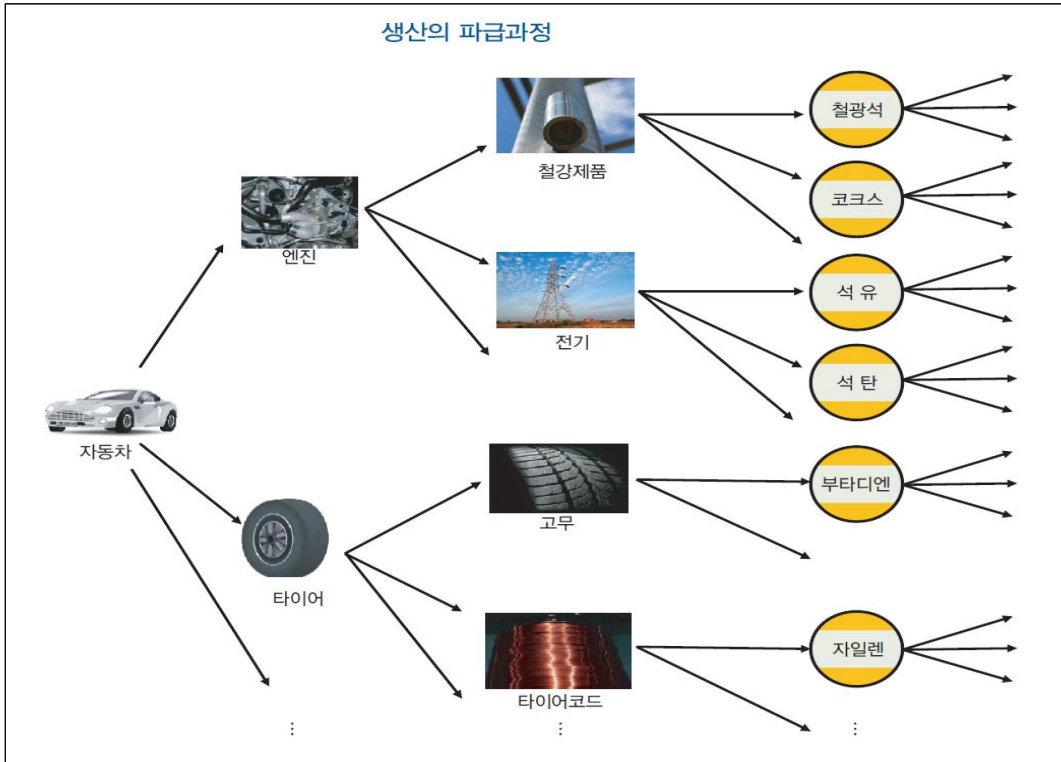 생산의 파급과정
철광석
철강제품
코크스
엔진
석 유
전기
석 탄
자동차
부타디엔
고무
타이어
자일렌
타이어코드
⋮
⋮
⋮